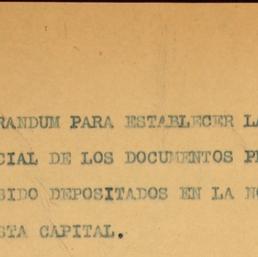 RANDUM PARA ESTABLECER LA
CIAL DE LOS DOCUMENTOS
SIDO DEPOSITADOS EN LA
STA CAPITAL.